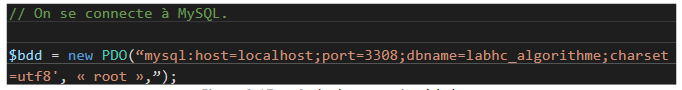 // On se connecte à MySQL.
$bdd = new PDO(“mysql:host=localhost;port=3308;dbname=labhc_algorithme;charset
=utf8', « root »,”);